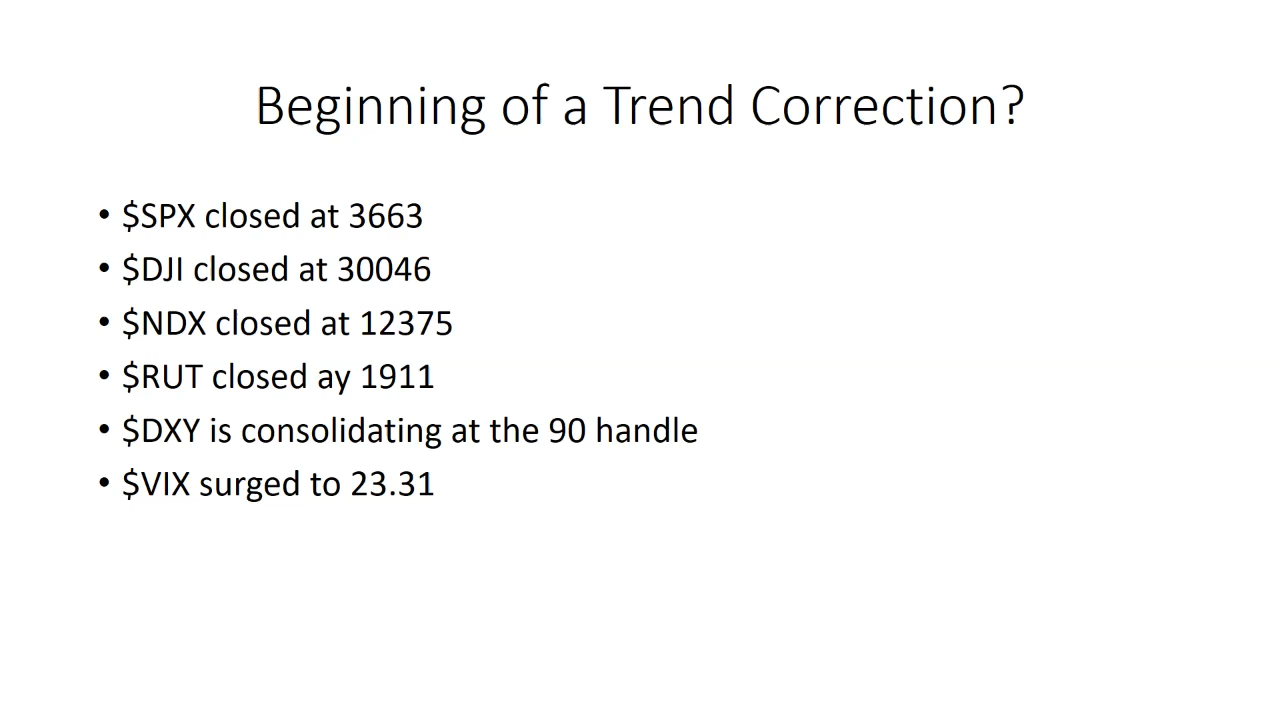 Beginning of a Trend Correction?
• $SPX closed at 3663
• $DJI closed at 30046
• $NDX closed at 12375
• $RUT closed ay 1911
• $DXY is consolidating at the 90 handle
• $VIX surged to 23.31